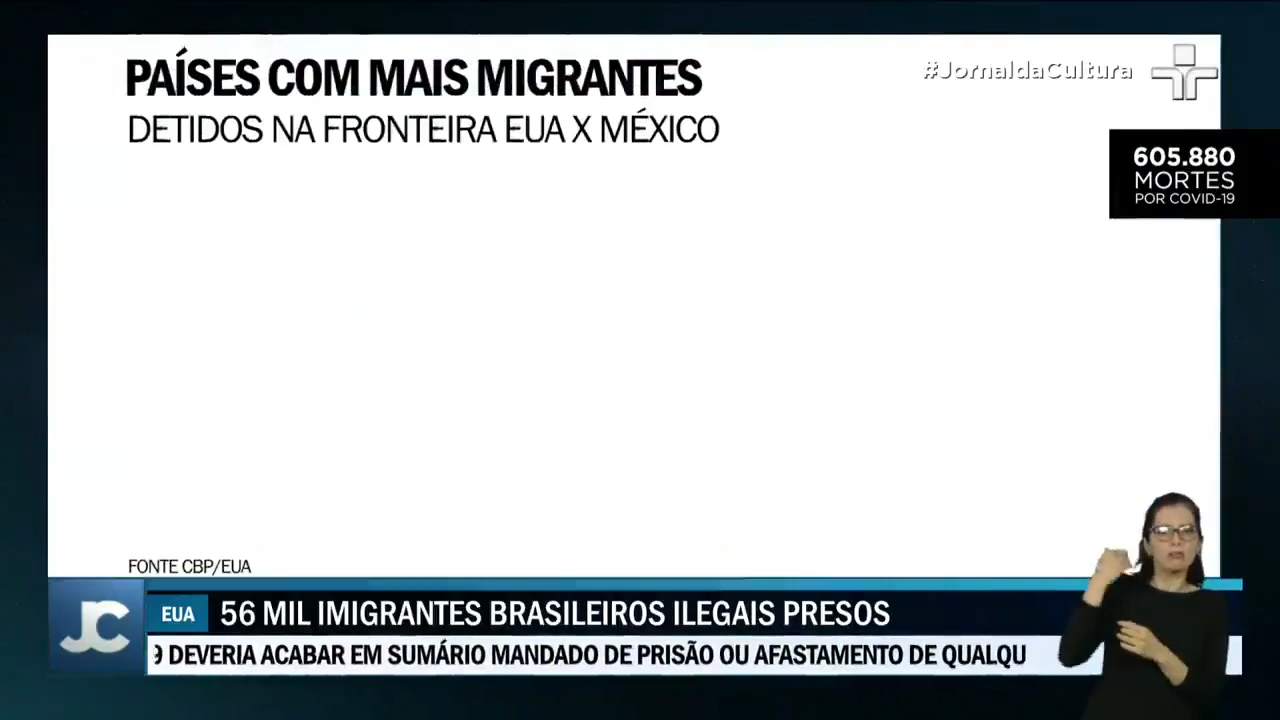 PAÍSES COM MAIS MIGRANTES
DETIDOS NA FRONTEIRA EUA X MÉXICO
#JornaldaCultura
605.880
MORTES
POR COVID-19
FONTE CBP/EUA
JC
EUA
56 MIL IMIGRANTES BRASILEIROS ILEGAIS PRESOS
9 DEVERIA ACABAR EM SUMÁRIO MANDADO DE PRISÃO OU AFASTAMENTO DE QUALQU